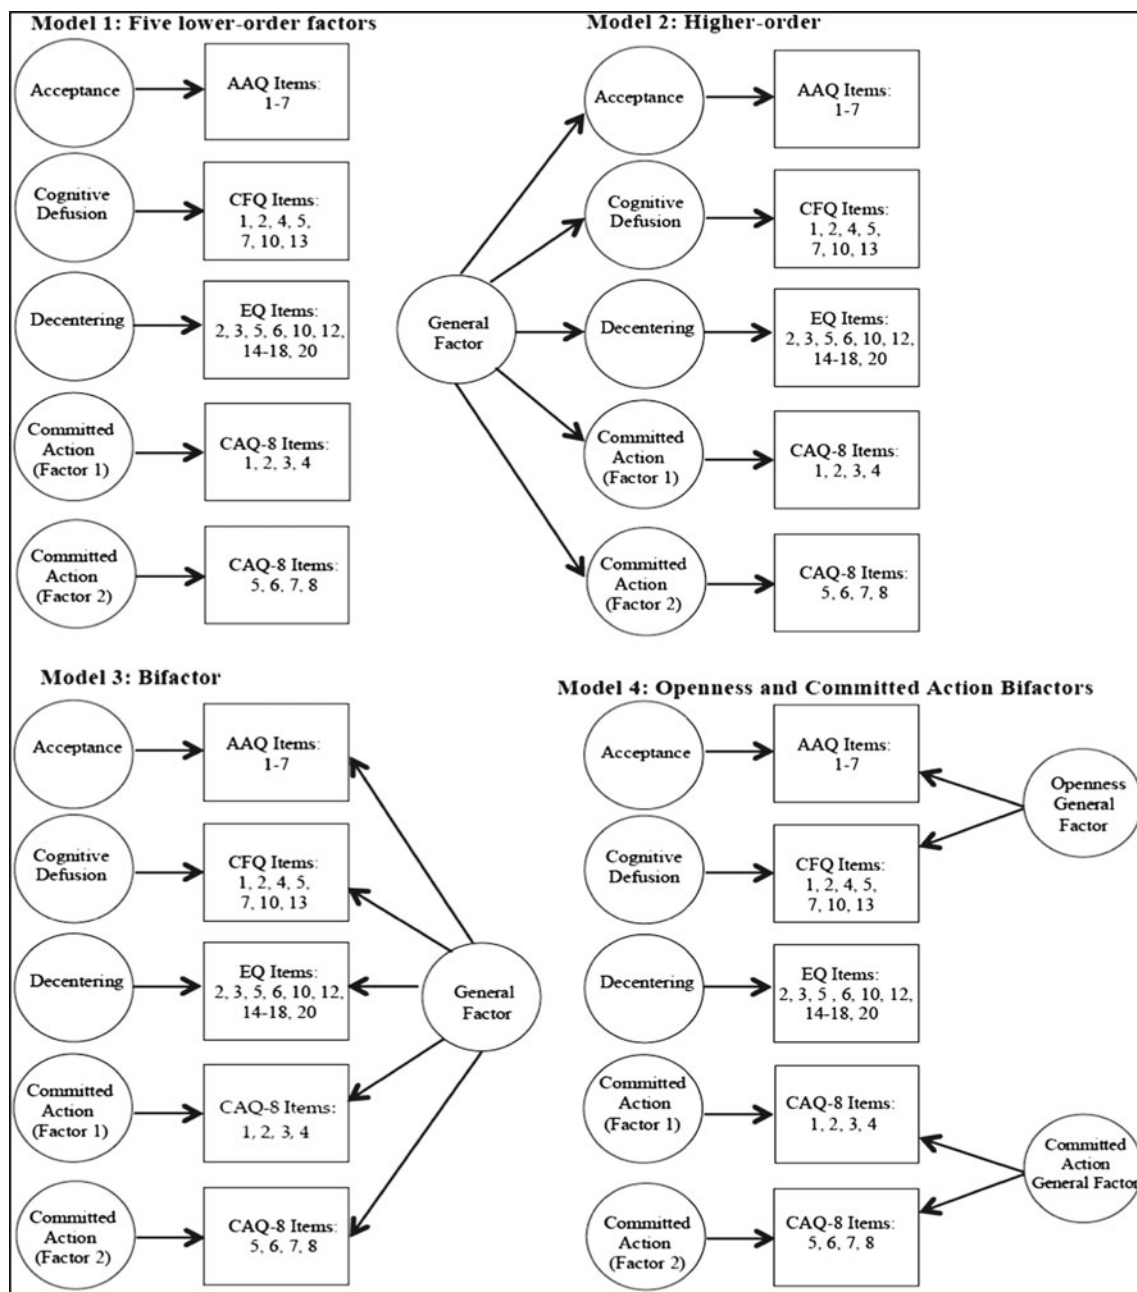 Model 1: Five lower-order factors
Acceptance
AAQ Items:
1-7
Cognitive
Defusion
CFQ Items:
1, 2, 4, 5,
7, 10, 13
Decentering
EQ Items:
2, 3, 5, 6, 10, 12,
14-18, 20
Committed
Action
(Factor 1)
CAQ-8 Items:
1, 2, 3, 4
Committed
Action
(Factor 2)
CAQ-8 Items:
5, 6, 7, 8
Model 2: Higher-order
General
Factor
Acceptance
AAQ Items:
1-7
Cognitive
Defusion
CFQ Items:
1, 2, 4, 5,
7, 10, 13
Decentering
EQ Items:
2, 3, 5, 6, 10, 12,
14-18, 20
Committed
Action
(Factor 1)
CAQ-8 Items:
1, 2, 3, 4
Committed
Action
(Factor 2)
CAQ-8 Items:
5, 6, 7, 8
Model 3: Bifactor
Acceptance
AAQ Items:
1-7
Cognitive
Defusion
CFQ Items:
1, 2, 4, 5,
7, 10, 13
Decentering
EQ Items:
2, 3, 5, 6, 10, 12,
14-18, 20
Committed
Action
(Factor 1)
CAQ-8 Items:
1, 2, 3, 4
Committed
Action
(Factor 2)
CAQ-8 Items:
5, 6, 7, 8
General
Factor
Model 4: Openness and Committed Action Bifactors
Acceptance
AAQ Items:
1-7
Cognitive
Defusion
CFQ Items:
1, 2, 4, 5,
7, 10, 13
Openness
General
Factor
Decentering
EQ Items:
2, 3, 5 , 6, 10, 12,
14-18, 20
Committed
Action
(Factor 1)
CAQ-8 Items:
1, 2, 3, 4
Committed
Action
(Factor 2)
CAQ-8 Items:
5, 6, 7, 8
Committed
Action
General Factor